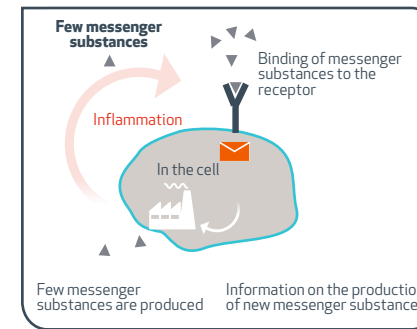 Few messenger
substances
Binding of messenger
substances to the
receptor
Inflammation
In the cell
Few messenger
substances are produced
Information on the productio
of new messenger substance